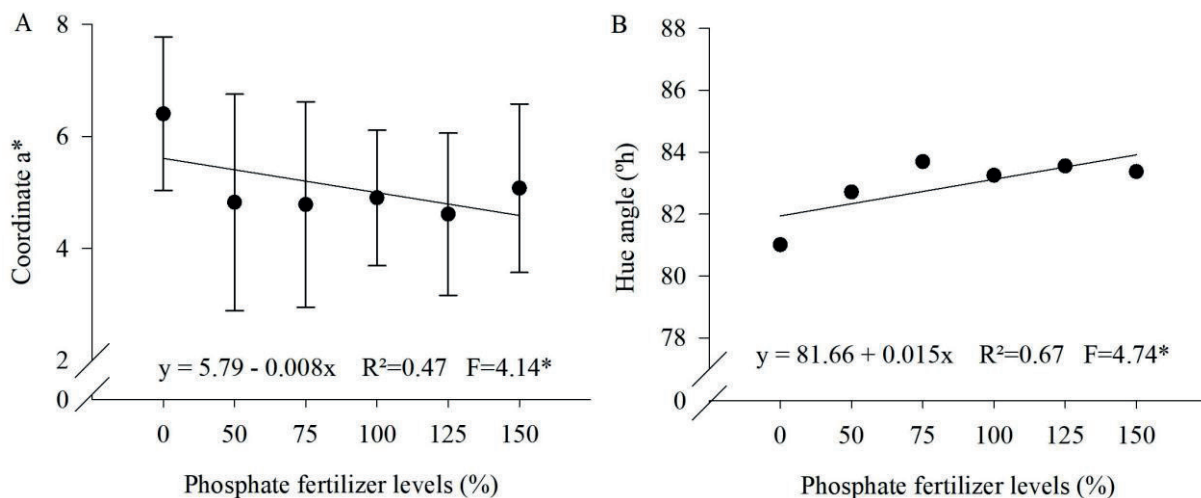 A
8
6
4
2
0
Coordinate a*
y = 5.79 - 0.008x R²=0.47 F=4.14*
0 50 75 100 125 150
Phosphate fertilizer levels (%)
B
88
86
84
82
80
78
0
Hue angle (ºh)
y = 81.66 + 0.015x R²=0.67 F=4.74*
0 50 75 100 125 150
Phosphate fertilizer levels (%)